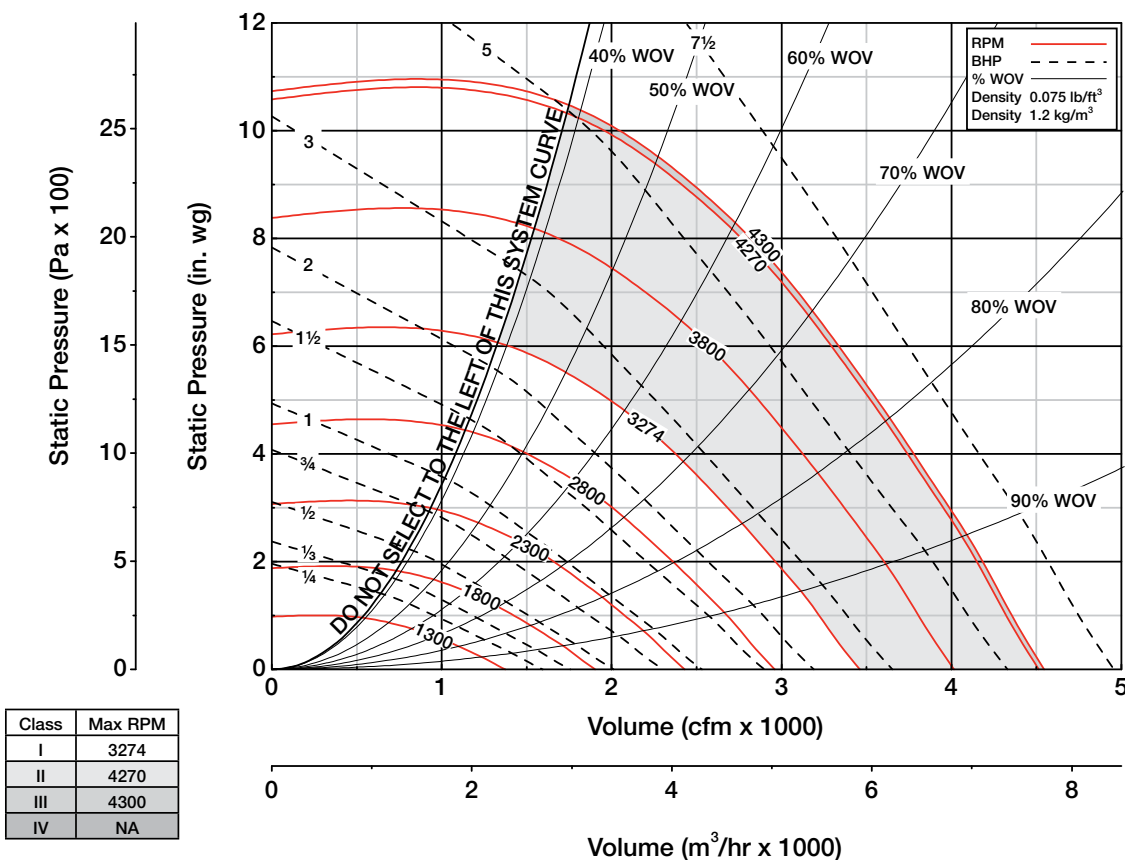 12
10
8
6
4
2
0
25
20
15
10
5
0
Static Pressure (Pa x 100)
Static Pressure (in. wg)
5
7½
3
2
1½
1
¾
½
⅓
¼
40% WOV
50% WOV
60% WOV
70% WOV
80% WOV
90% WOV
RPM
BHP
% WOV
Density 0.075 lb/ft³
Density 1.2 kg/m³
DO NOT SELECT TO THE LEFT OF THIS SYSTEM CURVE
4300
4270
3800
3274
2800
2300
1800
1300
0 1 2 3 4 5
Volume (cfm x 1000)
0 2 4 6 8
Volume (m³/hr x 1000)
Class Max RPM
I 3274
II 4270
III 4300
IV NA